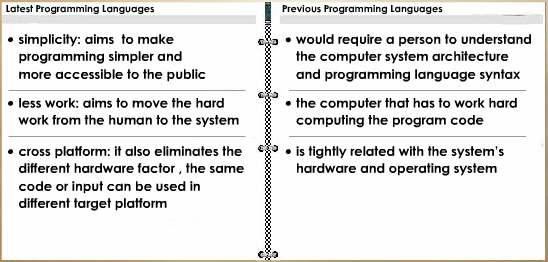 Latest Programming Languages
• simplicity: aims to make
programming simpler and
more accessible to the public
• less work: aims to move the hard
work from the human to the system
• cross platform: it also eliminates the
different hardware factor , the same
code or input can be used in
different target platform
Previous Programming Languages
• would require a person to understand
the computer system architecture
and programming language syntax
• the computer that has to work hard
computing the program code
• is tightly related with the system's
hardware and operating system